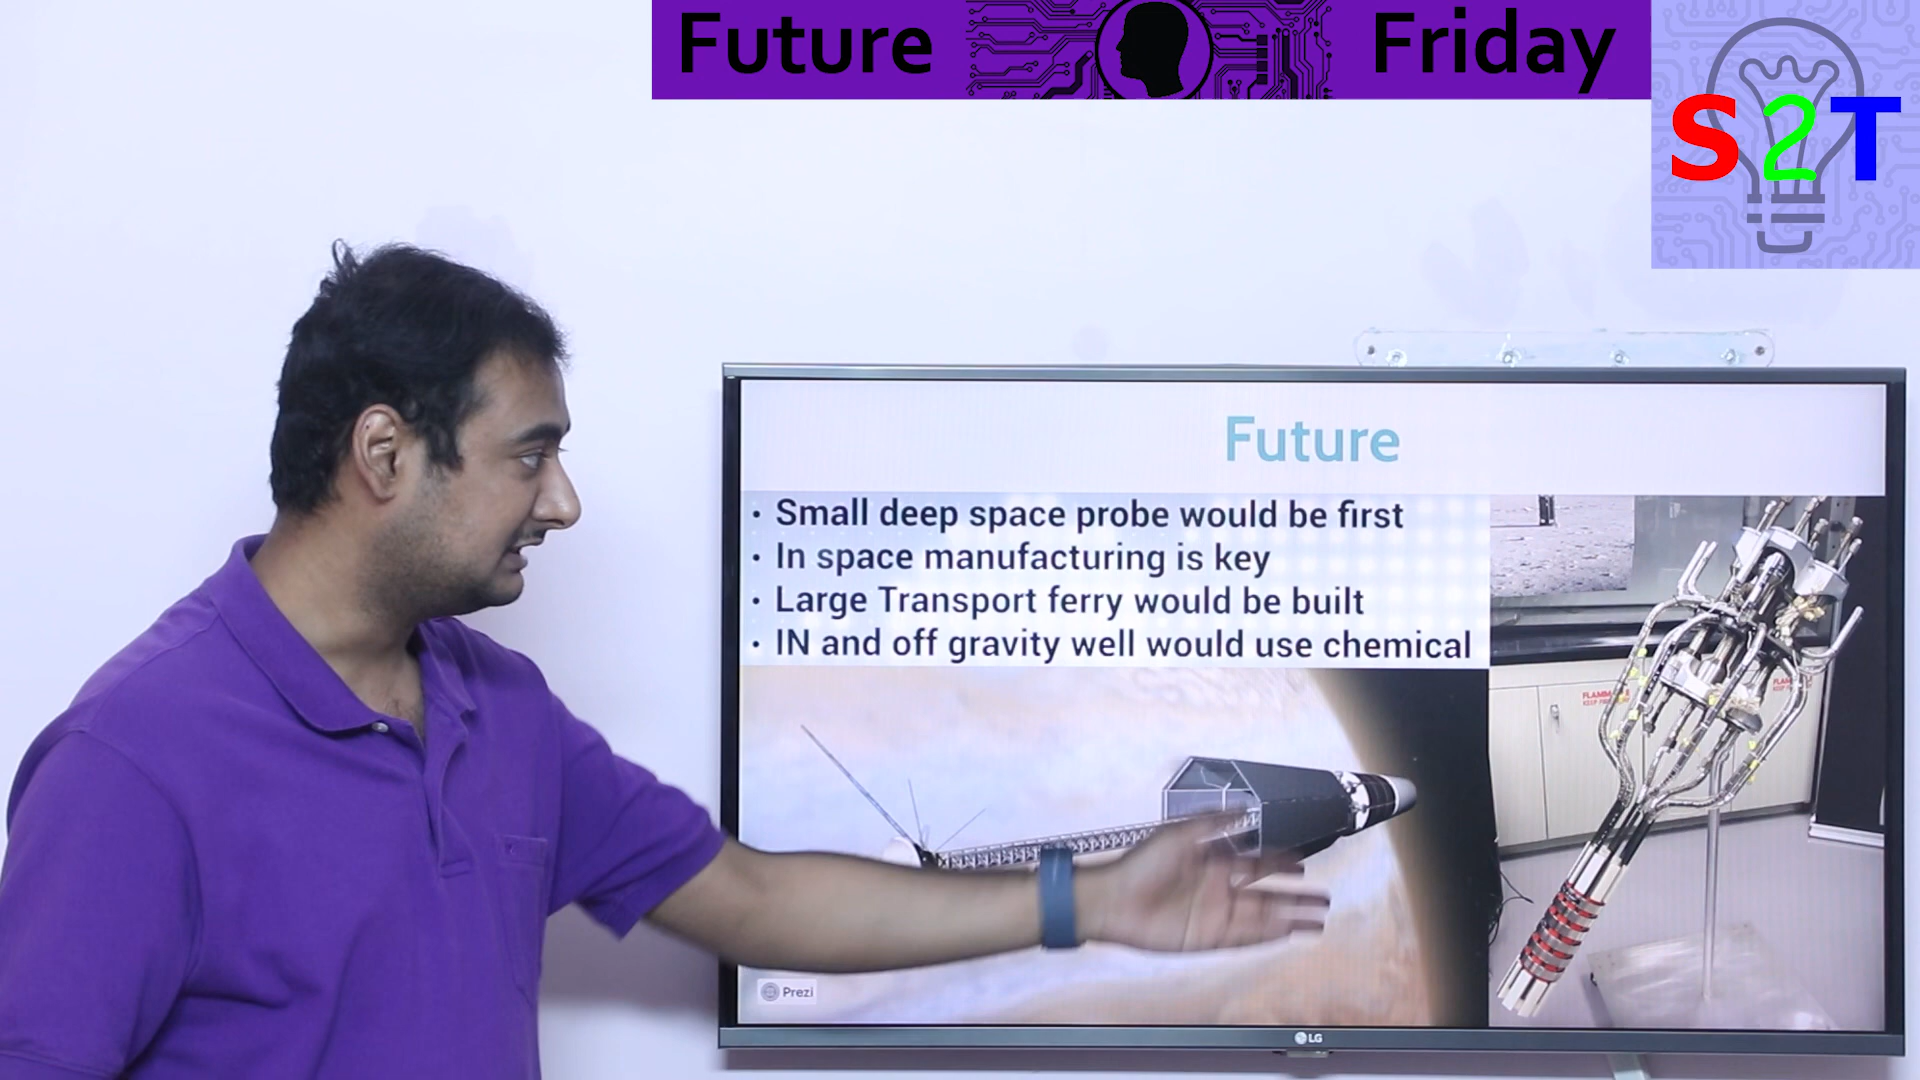 Future Friday
S2T
Future
• Small deep space probe would be first
• In space manufacturing is key
• Large Transport ferry would be built
• IN and off gravity well would use chemical
Prezi
LG